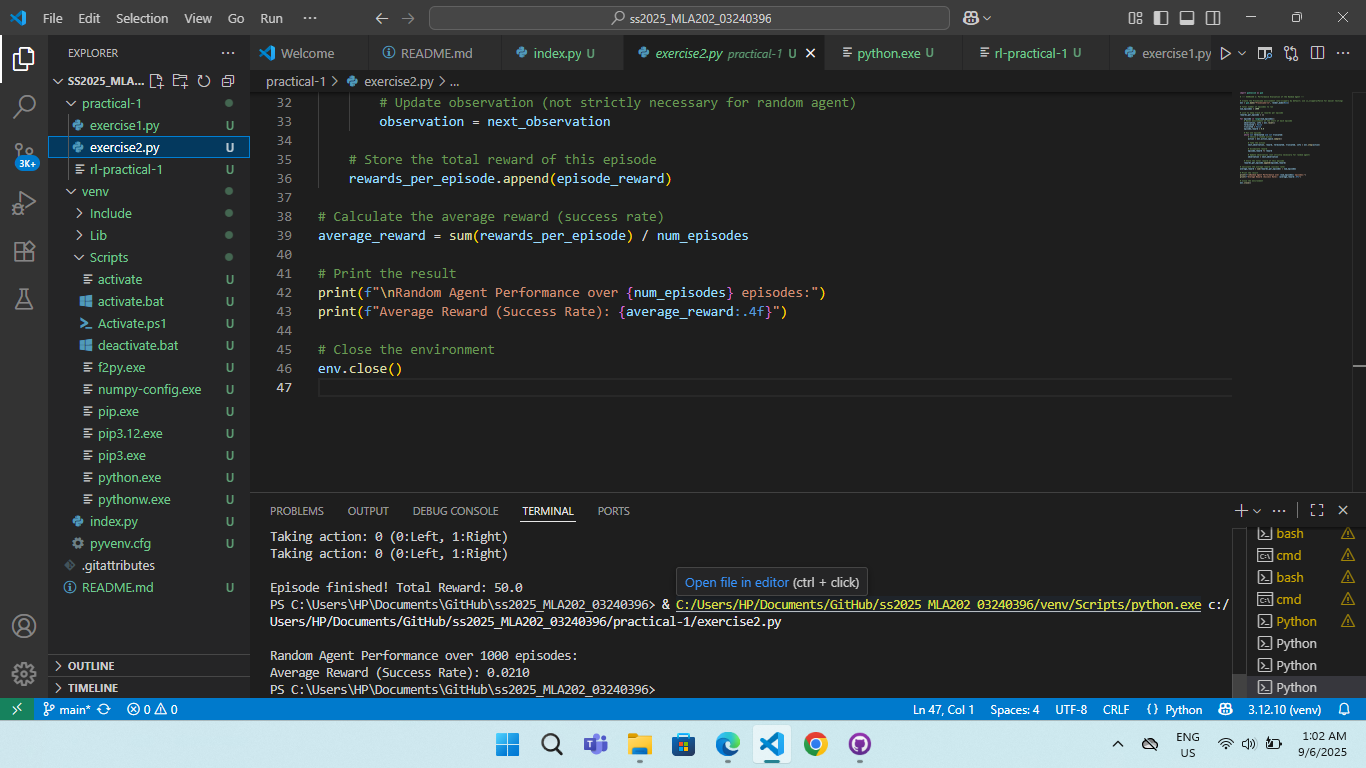 File Edit Selection View Go Run ··· ss2025_MLA202_03240396
EXPLORER ···
Welcome README.md index.py U exercise2.py practical-1 U python.exe U rl-practical-1 U exercise1.py
SS2025_MLA...
practical-1 > exercise2.py > ...
practical-1
exercise1.py U
exercise2.py U
rl-practical-1 U
venv
Include
Lib
Scripts
activate U
activate.bat U
Activate.ps1 U
deactivate.bat U
f2py.exe U
numpy-config.exe U
pip.exe U
pip3.12.exe U
pip3.exe U
python.exe U
pythonw.exe U
index.py U
pyvenv.cfg U
.gitattributes
README.md U
OUTLINE
TIMELINE
3K+
32 # Update observation (not strictly necessary for random agent)
33 observation = next_observation
34
35 # Store the total reward of this episode
36 rewards_per_episode.append(episode_reward)
37
38 # Calculate the average reward (success rate)
39 average_reward = sum(rewards_per_episode) / num_episodes
40
41 # Print the result
42 print(f"\nRandom Agent Performance over {num_episodes} episodes:")
43 print(f"Average Reward (Success Rate): {average_reward:.4f}")
44
45 # Close the environment
46 env.close()
47
PROBLEMS OUTPUT DEBUG CONSOLE TERMINAL PORTS
Taking action: 0 (0:Left, 1:Right)
Taking action: 0 (0:Left, 1:Right)
Episode finished! Total Reward: 50.0
Open file in editor (ctrl + click)
PS C:\Users\HP\Documents\GitHub\ss2025_MLA202_03240396> & C:/Users/HP/Documents/GitHub/ss2025_MLA202_03240396/venv/Scripts/python.exe c:/
Users/HP/Documents/GitHub/ss2025_MLA202_03240396/practical-1/exercise2.py
Random Agent Performance over 1000 episodes:
Average Reward (Success Rate): 0.0210
PS C:\Users\HP\Documents\GitHub\ss2025_MLA202_03240396>
bash
cmd
bash
cmd
Python
Python
Python
Python
main* 0 0 Ln 47, Col 1 Spaces: 4 UTF-8 CRLF {} Python 3.12.10 (venv)
ENG
US
1:02 AM
9/6/2025